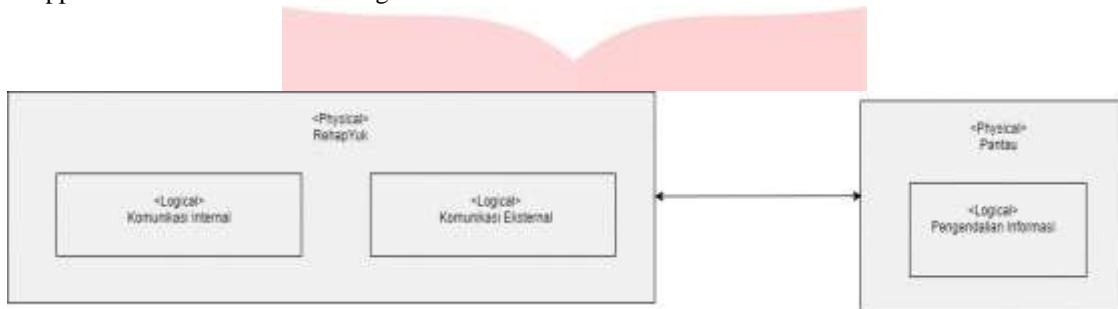 <Physical>
RehapYuk
<Logical>
Komunikasi Internal
<Logical>
Komunikasi Eksternal
<Physical>
Pantau
<Logical>
Pengendalian Informasi